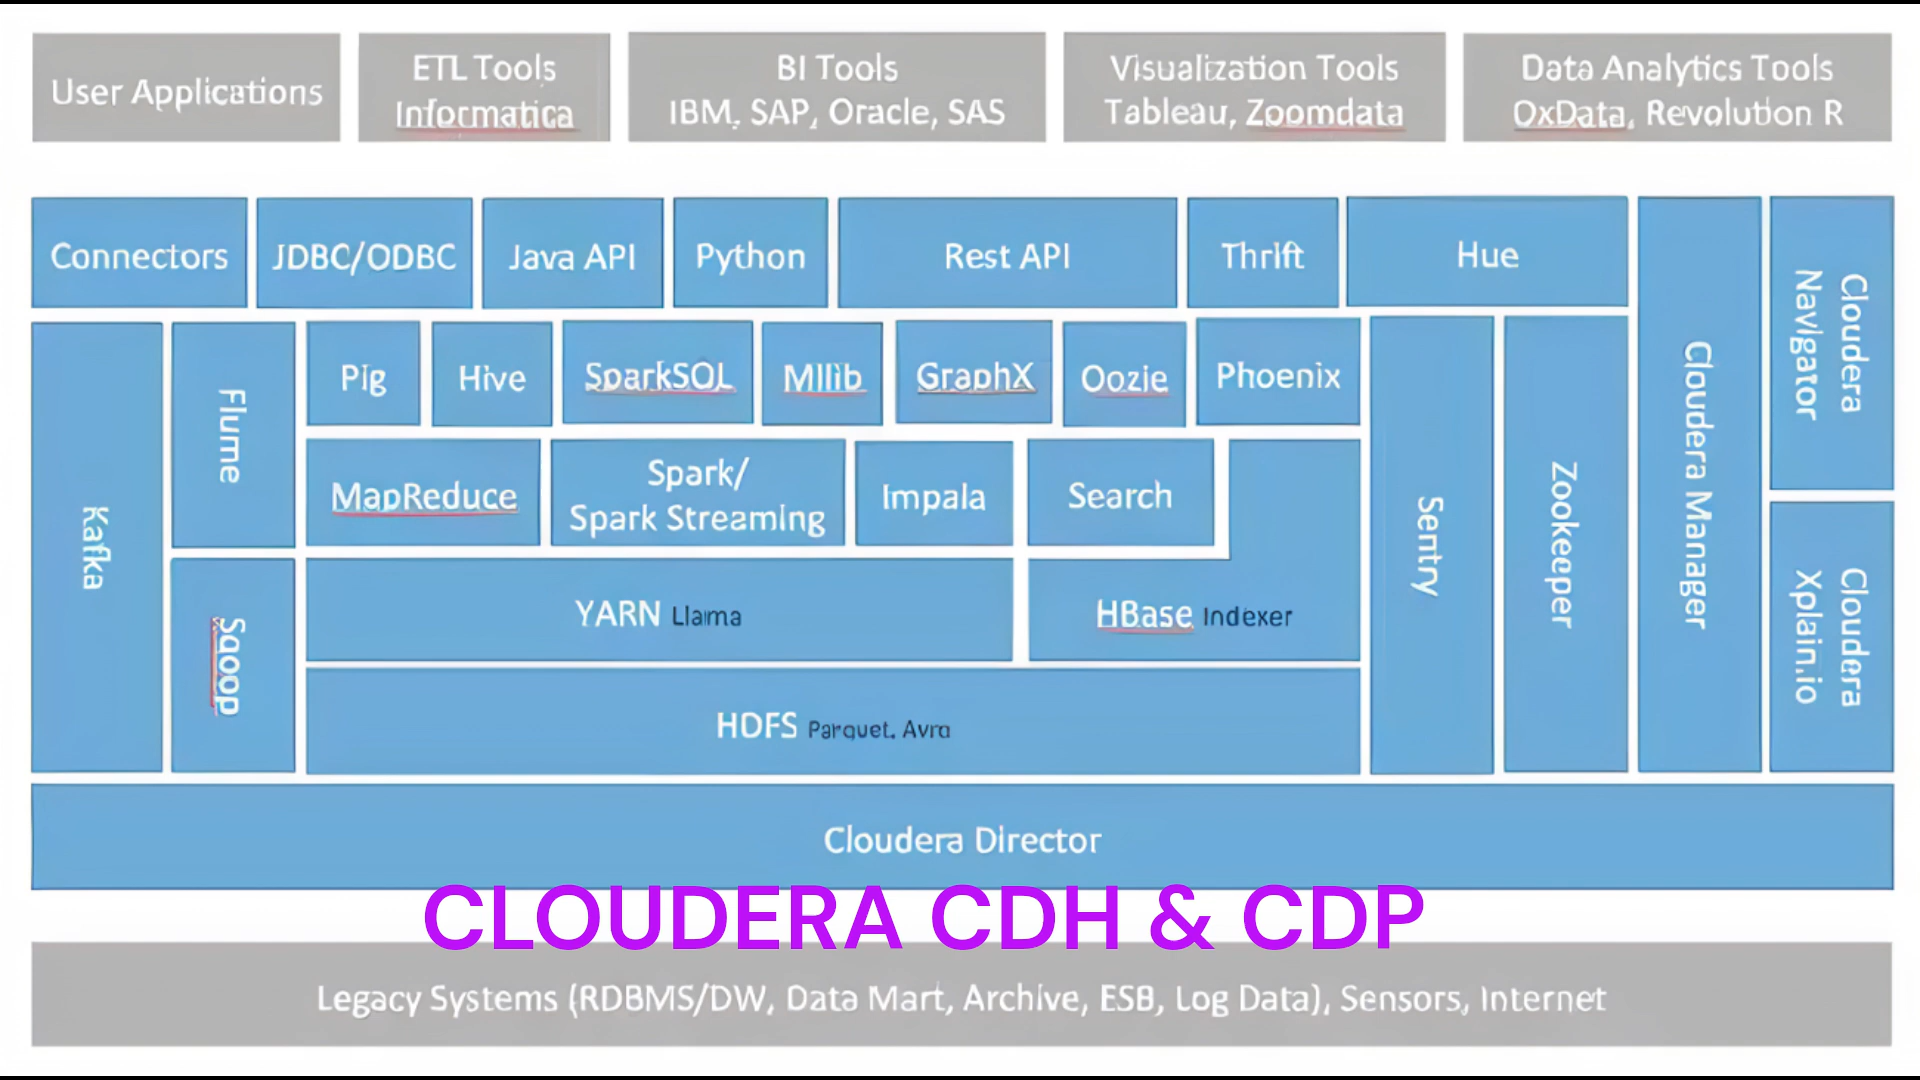 User Applications
ETL Tools
Informatica
BI Tools
IBM, SAP, Oracle, SAS
Visualization Tools
Tableau, Zoomdata
Data Analytics Tools
OxData, Revolution R
Connectors
JDBC/ODBC
Java API
Python
Rest API
Thrift
Hue
Cloudera Manager
Cloudera
Navigator
Kafka
Flume
Pig
Hive
SparkSQL
Mllib
GraphX
Oozie
Phoenix
Sentry
Zookeeper
MapReduce
Spark/
Spark Streaming
Impala
Search
Cloudera
Xplain.io
Sqoop
YARN Llama
HBase Indexer
HDFS Parquet, Avro
Cloudera Director
CLOUDERA CDH & CDP
Legacy Systems (RDBMS/DW, Data Mart, Archive, ESB, Log Data), Sensors, Internet